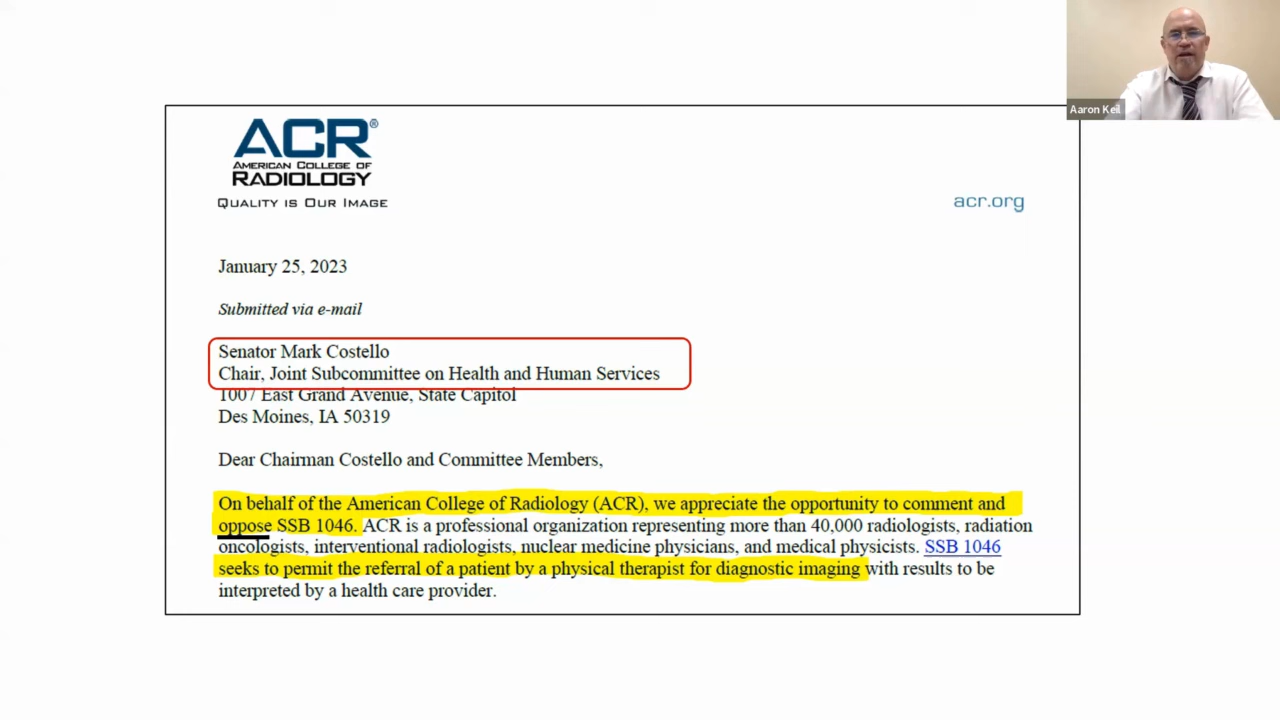 Aaron Keil
ACR®
AMERICAN COLLEGE OF
RADIOLOGY
QUALITY IS OUR IMAGE
acr.org
January 25, 2023
Submitted via e-mail
Senator Mark Costello
Chair, Joint Subcommittee on Health and Human Services
1007 East Grand Avenue, State Capitol
Des Moines, IA 50319
Dear Chairman Costello and Committee Members,
On behalf of the American College of Radiology (ACR), we appreciate the opportunity to comment and
oppose SSB 1046. ACR is a professional organization representing more than 40,000 radiologists, radiation
oncologists, interventional radiologists, nuclear medicine physicians, and medical physicists. SSB 1046
seeks to permit the referral of a patient by a physical therapist for diagnostic imaging with results to be
interpreted by a health care provider.